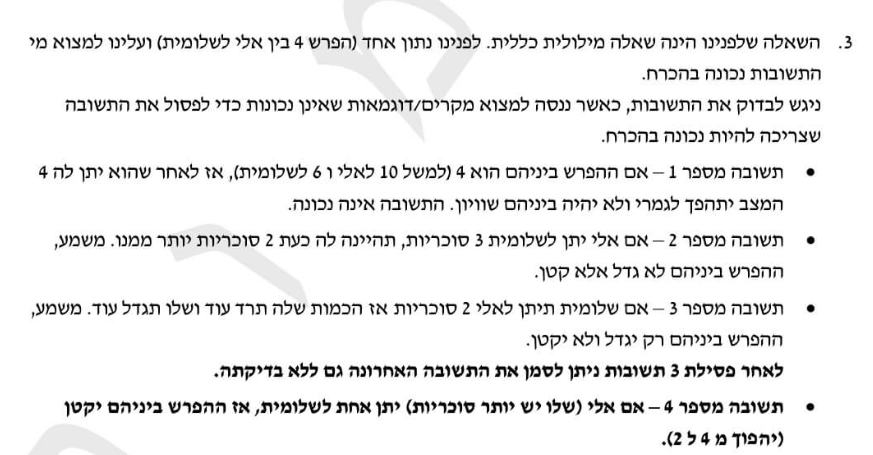 3. השאלה שלפנינו הינה שאלה מילולית כללית. לפנינו נתון אחד (הפרש 4 בין אלי לשלומית) ועלינו למצוא מי
התשובות נכונה בהכרח.
ניגש לבדוק את התשובות, כאשר ננסה למצוא מקרים/דוגמאות שאינן נכונות כדי לפסול את התשובה
שצריכה להיות נכונה בהכרח.
• תשובה מספר 1 – אם ההפרש ביניהם הוא 4 (למשל 10 לאלי ו 6 לשלומית), אז לאחר שהוא יתן לה 4
המצב יתהפך לגמרי ולא יהיה ביניהם שוויון. התשובה אינה נכונה.
• תשובה מספר 2 – אם אלי יתן לשלומית 3 סוכריות, תהיינה לה כעת 2 סוכריות יותר ממנו. משמע,
ההפרש ביניהם לא גדל אלא קטן.
• תשובה מספר 3 – אם שלומית תיתן לאלי 2 סוכריות אז הכמות שלה תרד עוד ושלו תגדל עוד. משמע,
ההפרש ביניהם רק יגדל ולא יקטן.
לאחר פסילת 3 תשובות ניתן לסמן את התשובה האחרונה גם ללא בדיקתה.
• תשובה מספר 4 – אם אלי (שלו יש יותר סוכריות) יתן אחת לשלומית, אז ההפרש ביניהם יקטן
(יהפוך מ 4 ל 2).